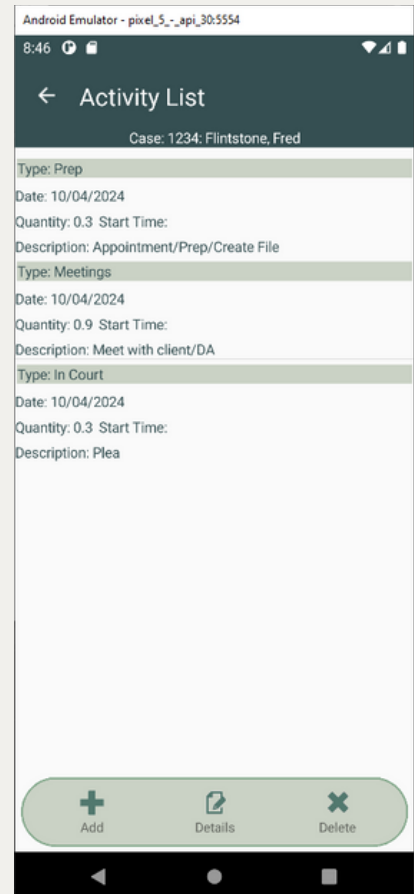 Android Emulator - pixel_5_-_api_30:5554
8:46
Activity List
Case: 1234: Flintstone, Fred
Type: Prep
Date: 10/04/2024
Quantity: 0.3 Start Time:
Description: Appointment/Prep/Create File
Type: Meetings
Date: 10/04/2024
Quantity: 0.9 Start Time:
Description: Meet with client/DA
Type: In Court
Date: 10/04/2024
Quantity: 0.3 Start Time:
Description: Plea
Add Details Delete